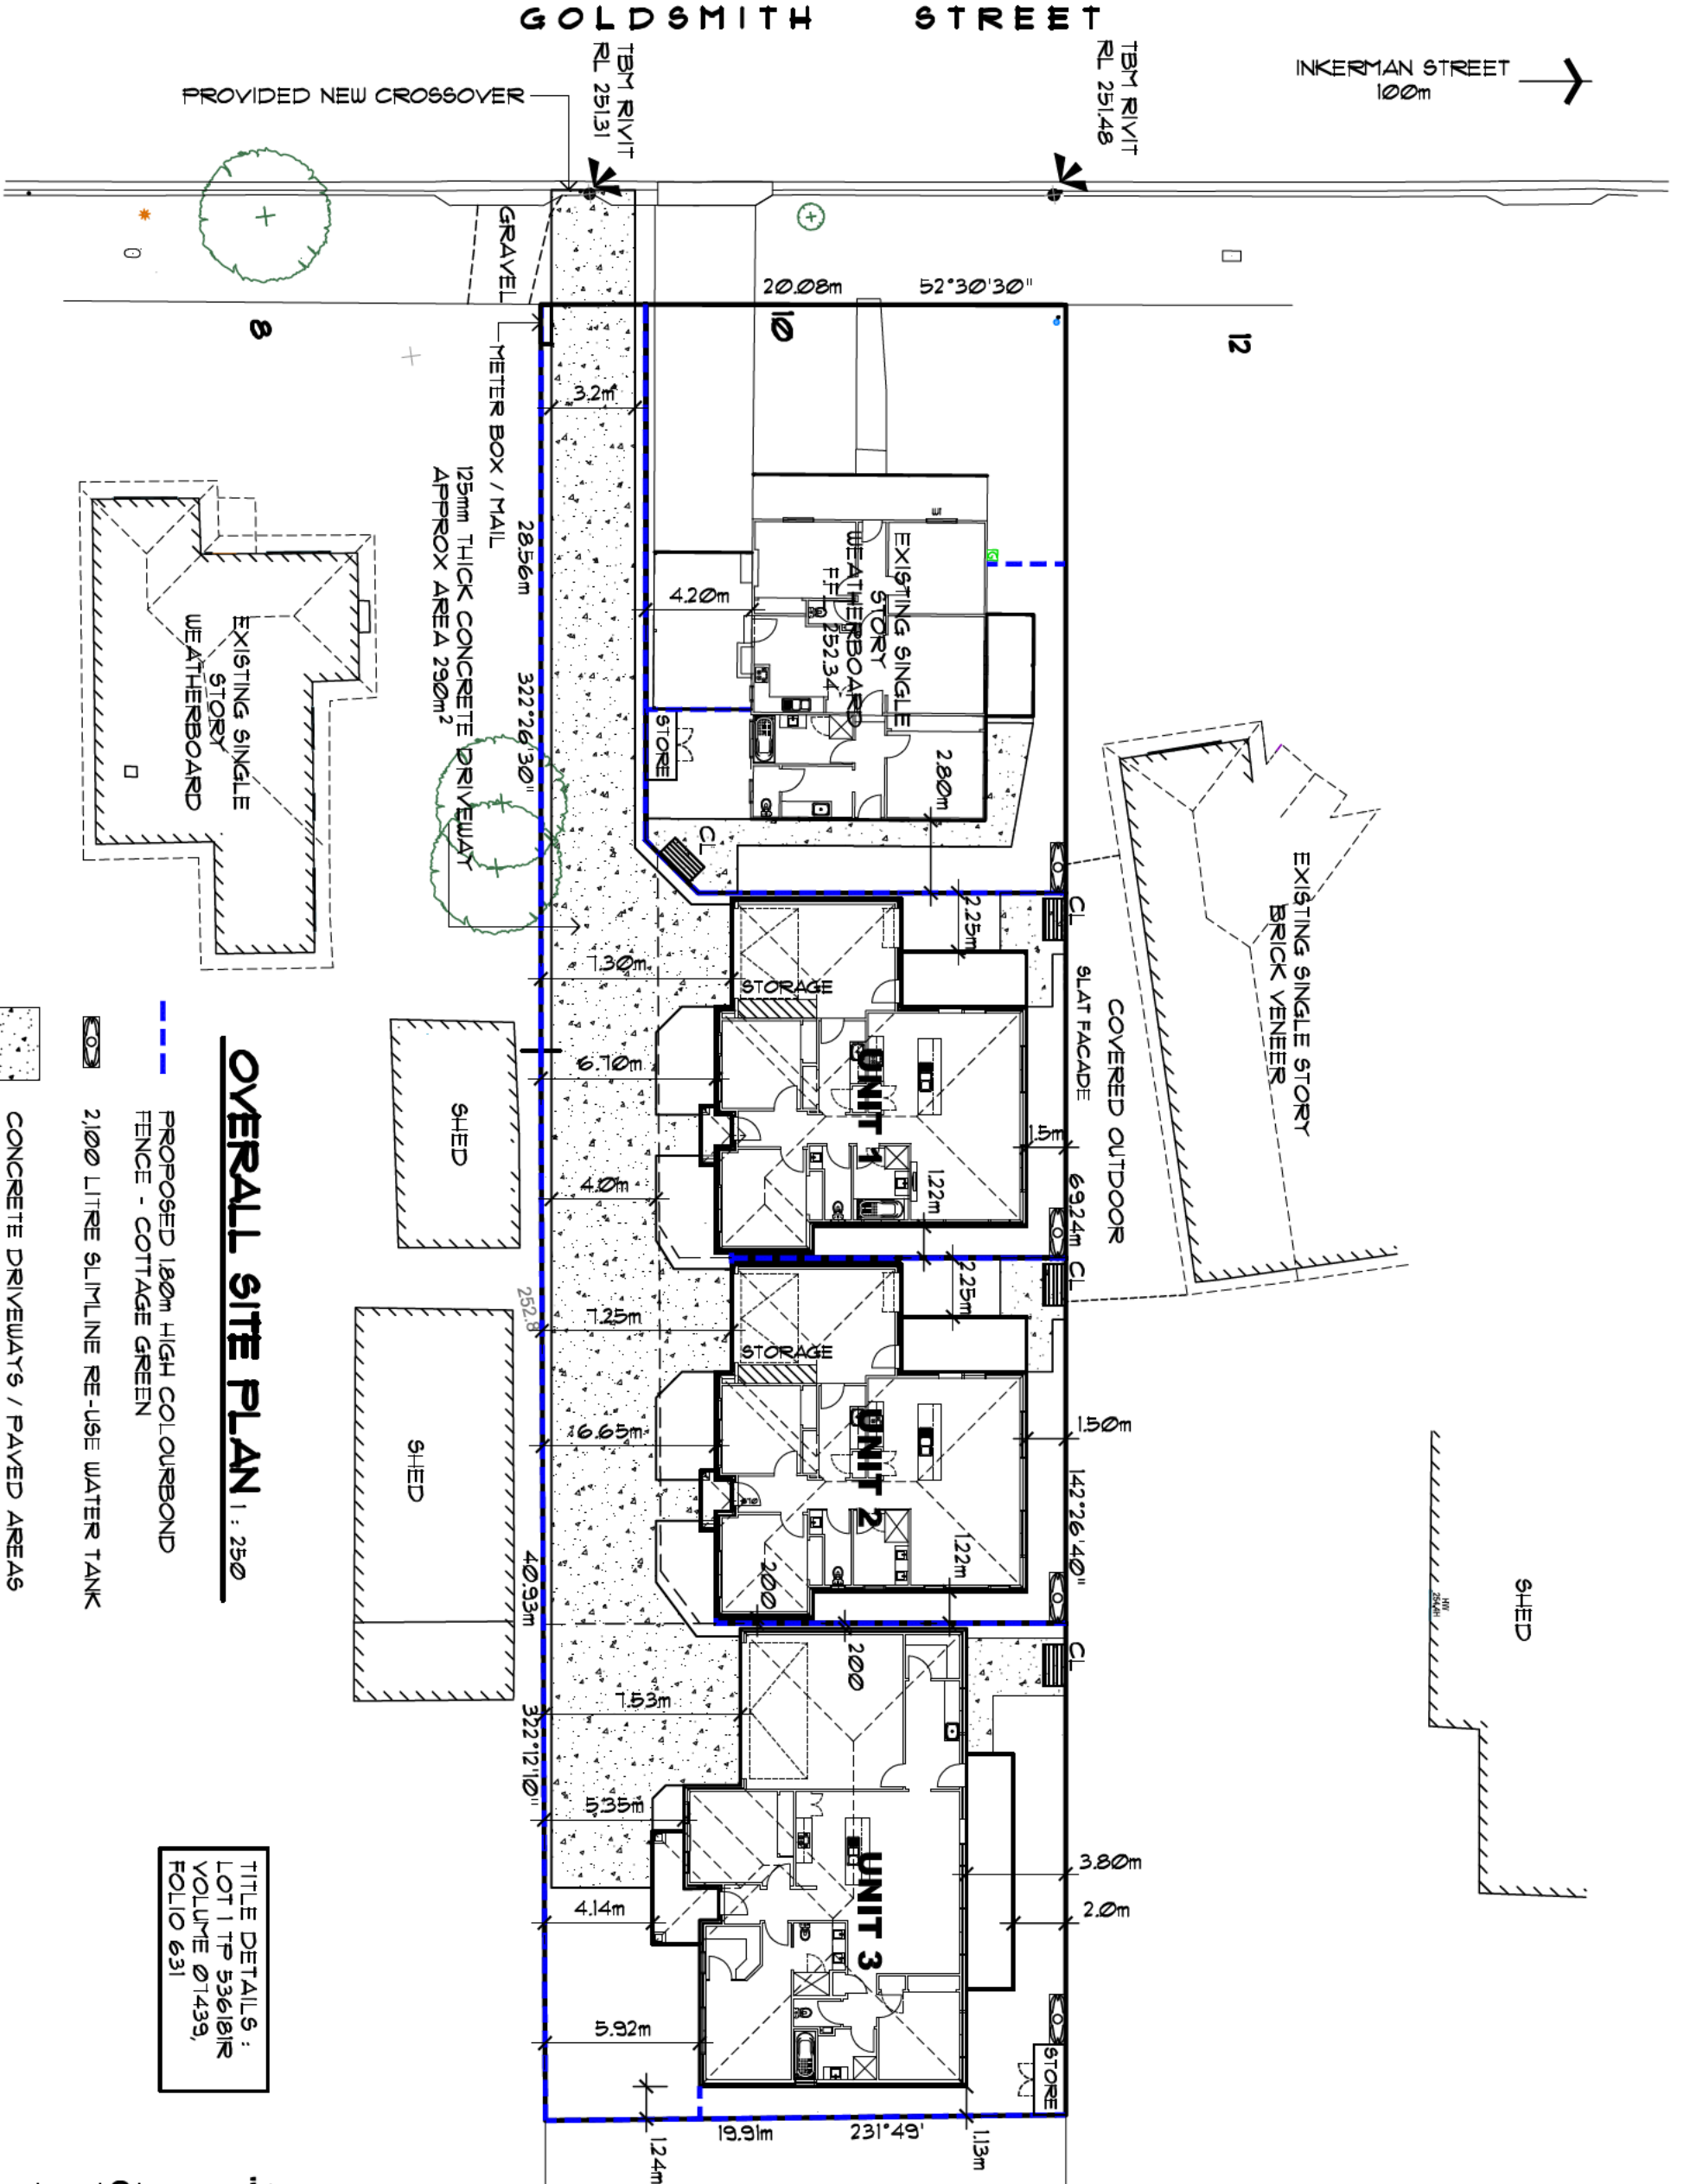 GOLDSMITH STREET
TBM RIVIT
RL 251.31
TBM RIVIT
RL 251.48
INKERMAN STREET
100m
PROVIDED NEW CROSSOVER
GRAVEL
20.08m
52°30'30"
8
10
12
METER BOX / MAIL
3.2m
125mm THICK CONCRETE DRIVEWAY
APPROX AREA 290m²
28.56m
322°26'30"
4.20m
EXISTING SINGLE
STORY
WEATHERBOARD
FF 252.34
STORE
2.80m
CL
EXISTING SINGLE
STORY
WEATHERBOARD
EXISTING SINGLE STORY
BRICK VENEER
CL
2.25m
SLAT FACADE
COVERED OUTDOOR
7.30m
STORAGE
6.70m
UNIT 1
1.5m
4.0m
1.22m
69.24m
SHED
CL
2.25m
252.8
7.25m
STORAGE
6.65m
UNIT 2
1.50m
142°26'40"
1.22m
200
SHED
40.93m
200
CL
SHED
7.53m
322°12'10"
5.35m
UNIT 3
3.80m
4.14m
2.0m
5.92m
STORE
1.24m
19.91m
231°49'
1.13m
OVERALL SITE PLAN 1 : 250
PROPOSED 1.80m HIGH COLOURBOND
FENCE - COTTAGE GREEN
2,100 LITRE SLIMLINE RE-USE WATER TANK
CONCRETE DRIVEWAYS / PAVED AREAS
TITLE DETAILS :
LOT 1 TP 536181R
VOLUME 07439,
FOLIO 631